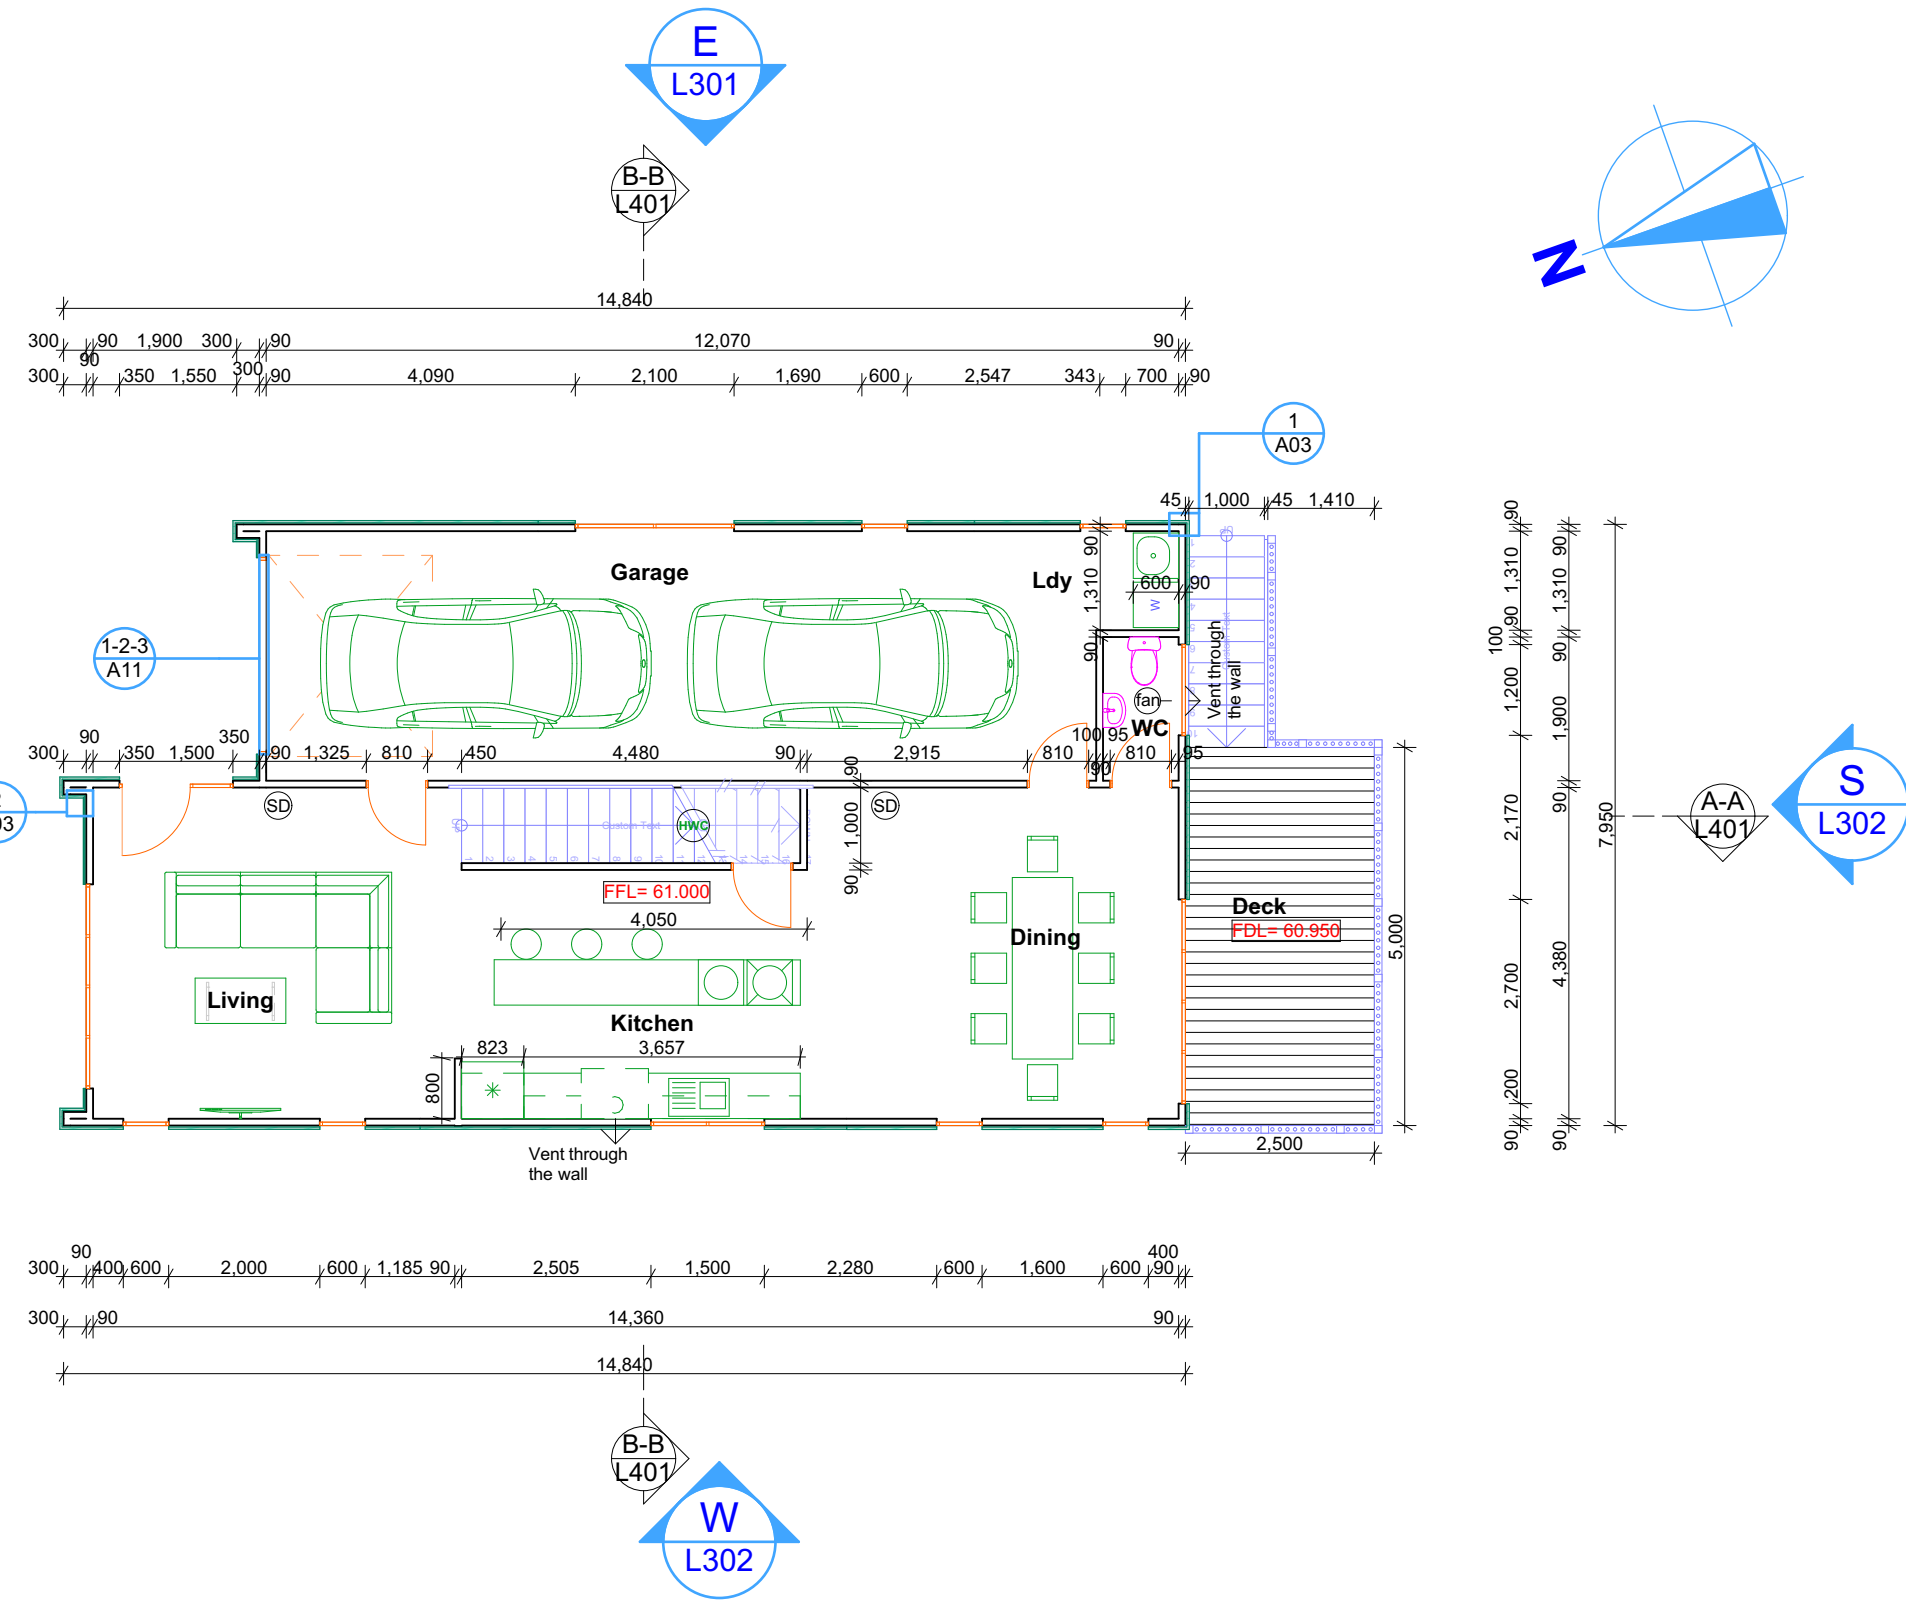 E
L301
B-B
L401
N
14,840
300 90 1,900 300 90 12,070 90
90
300 350 1,550 300 90 4,090 2,100 1,690 600 2,547 343 700 90
1
A03
45 1,000 45 1,410
90 1,310 90 100 1,200 2,170 2,700 200 90
90 1,310 90 1,900 90 4,380 90
7,950
Garage
Ldy
90 1,310 90
600 90
W
1-2-3
A11
Vent through
the wall
fan
WC
300 90 350 1,500 350 90 1,325 810 450 4,480 90 2,915 810 100 95 90 810 95
03
SD
SD
Custom Text
HWC
90 1,000 90
FFL= 61.000
4,050
Deck
FDL= 60.950
5,000
Dining
Living
Kitchen
823 3,657
800
A-A
L401
S
L302
2,500
Vent through
the wall
90 400
300 400 600 2,000 600 1,185 90 2,505 1,500 2,280 600 1,600 600 90
300 90 14,360 90
14,840
B-B
L401
W
L302